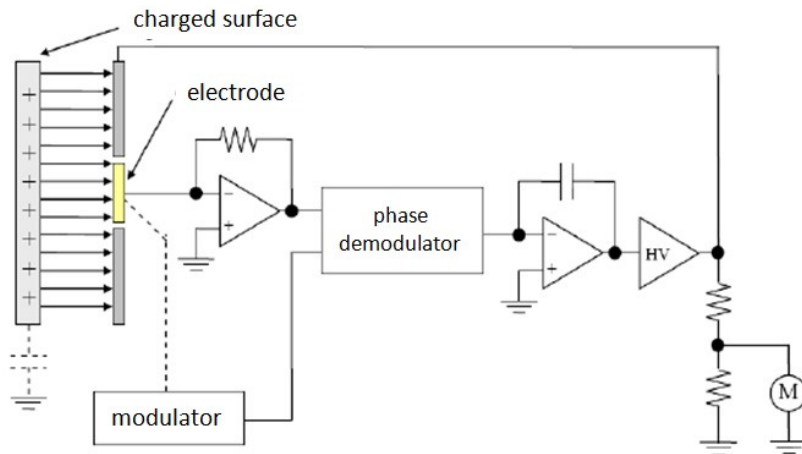 charged surface
electrode
phase
demodulator
HV
M
modulator
+
+
+
+
+
+
+
-
+
-
+